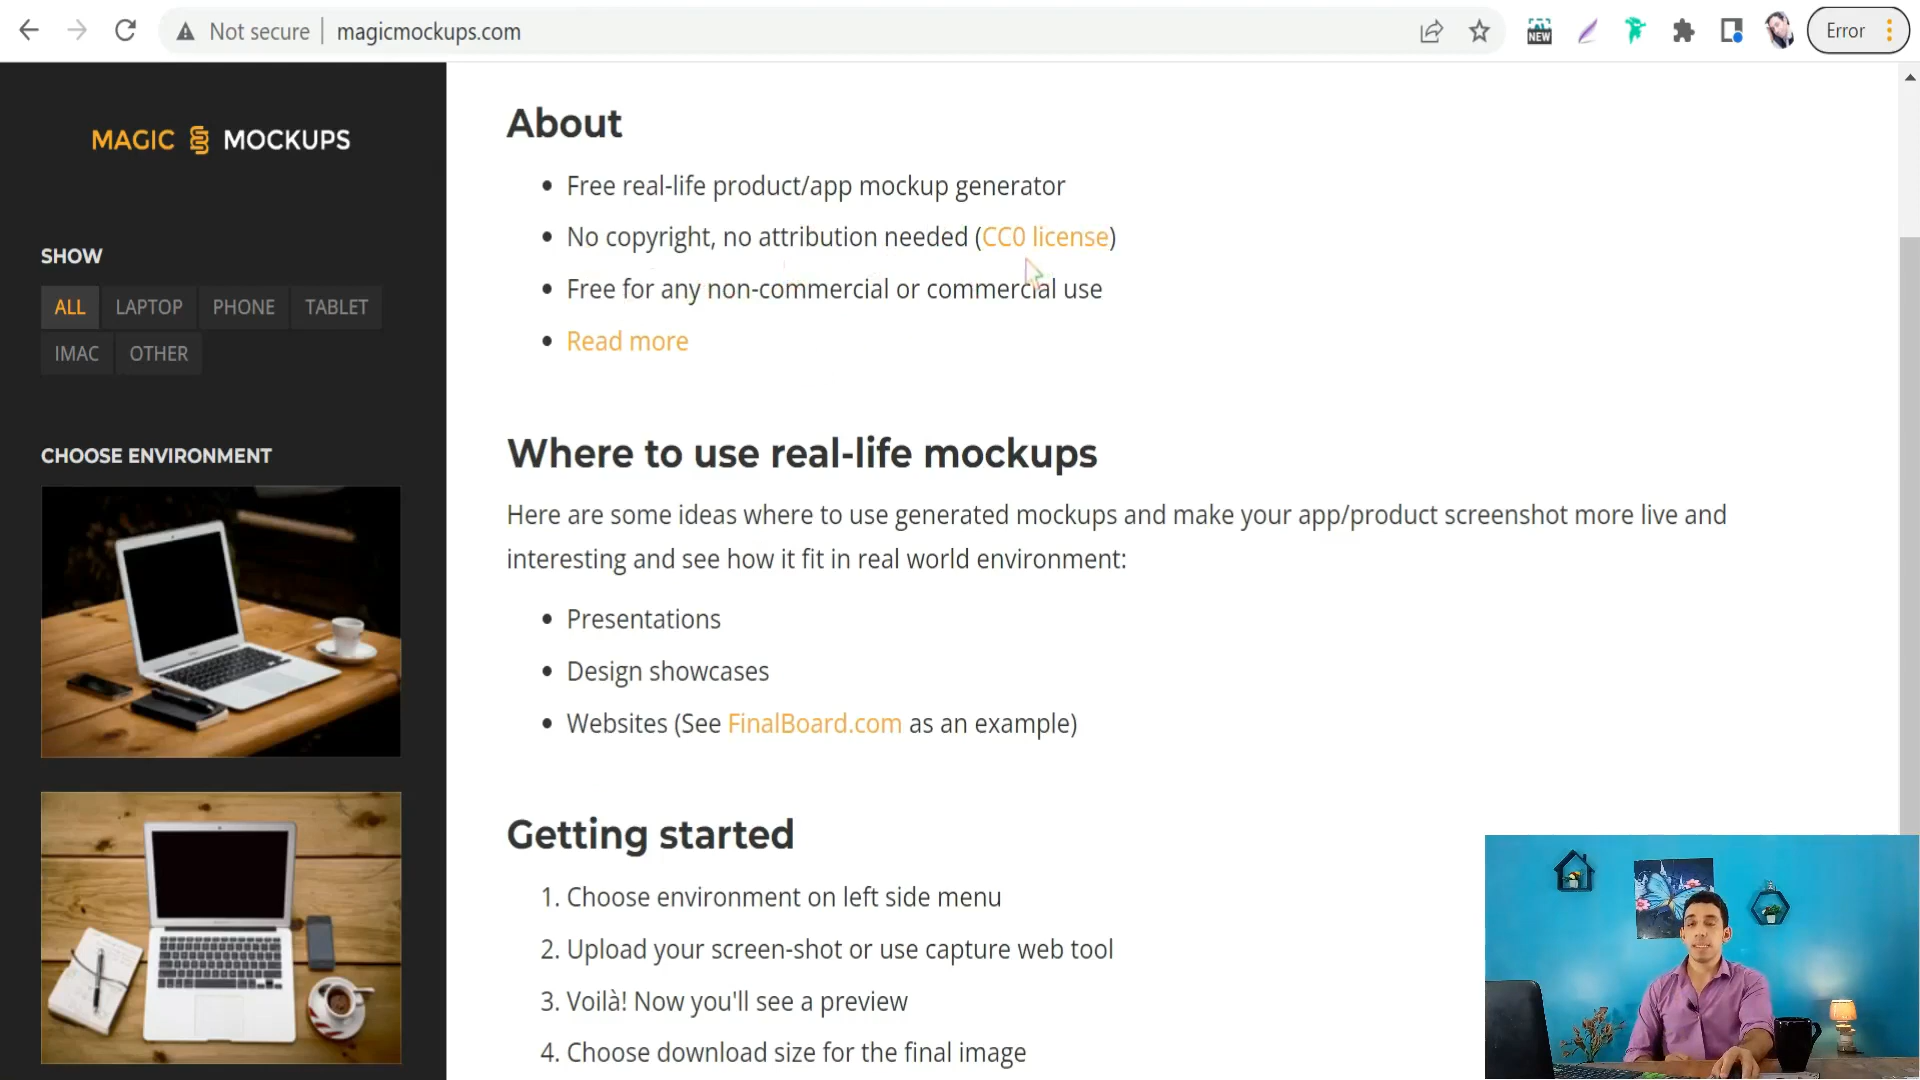 Not secure
magicmockups.com
NEW
Error
MAGIC MOCKUPS
SHOW
ALL
LAPTOP
PHONE
TABLET
IMAC
OTHER
CHOOSE ENVIRONMENT
About
• Free real-life product/app mockup generator
• No copyright, no attribution needed (CC0 license)
• Free for any non-commercial or commercial use
• Read more
Where to use real-life mockups
Here are some ideas where to use generated mockups and make your app/product screenshot more live and
interesting and see how it fit in real world environment:
• Presentations
• Design showcases
• Websites (See FinalBoard.com as an example)
Getting started
1. Choose environment on left side menu
2. Upload your screen-shot or use capture web tool
3. Voilà! Now you'll see a preview
4. Choose download size for the final image